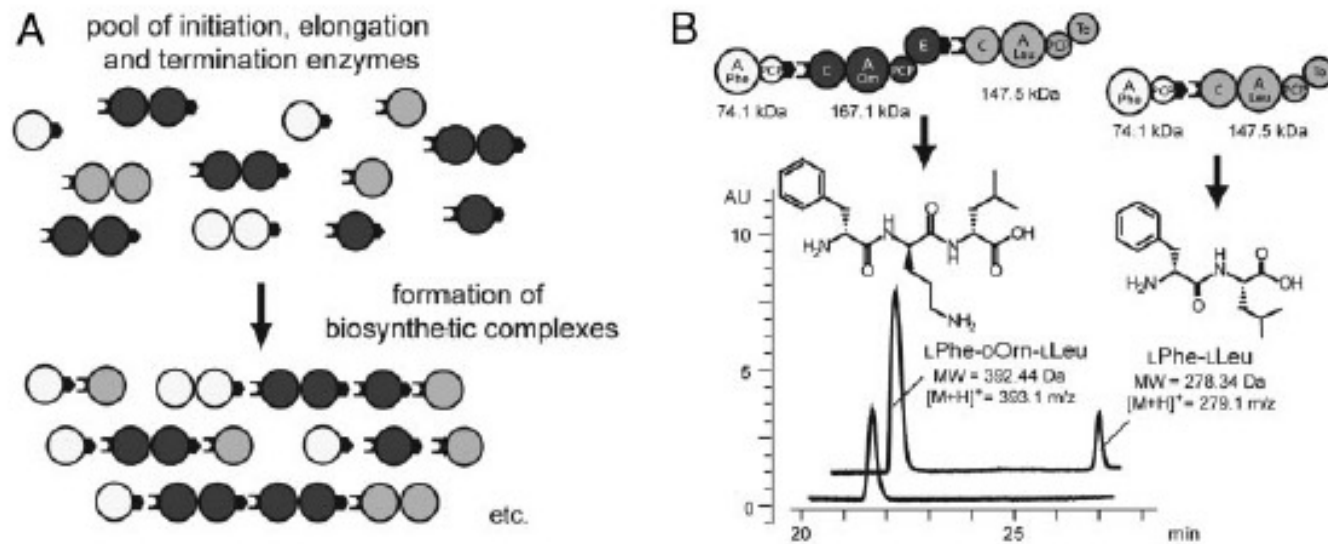 A
pool of initiation, elongation
and termination enzymes
formation of
biosynthetic complexes
etc.
B
A
Phe
PCP
C
A
Orn
PCP
E
C
A
Leu
PCP
Te
74.1 kDa
167.1 kDa
147.5 kDa
A
Phe
PCP
C
A
Leu
PCP
Te
74.1 kDa
147.5 kDa
AU
10
5
0
20
25
min
H₂N
O
H
N
O
N
H
O
OH
NH₂
LPhe-DOrn-LLeu
MW = 392.44 Da
[M+H]⁺ = 393.1 m/z
H₂N
O
H
N
O
OH
LPhe-LLeu
MW = 278.34 Da
[M+H]⁺ = 279.1 m/z